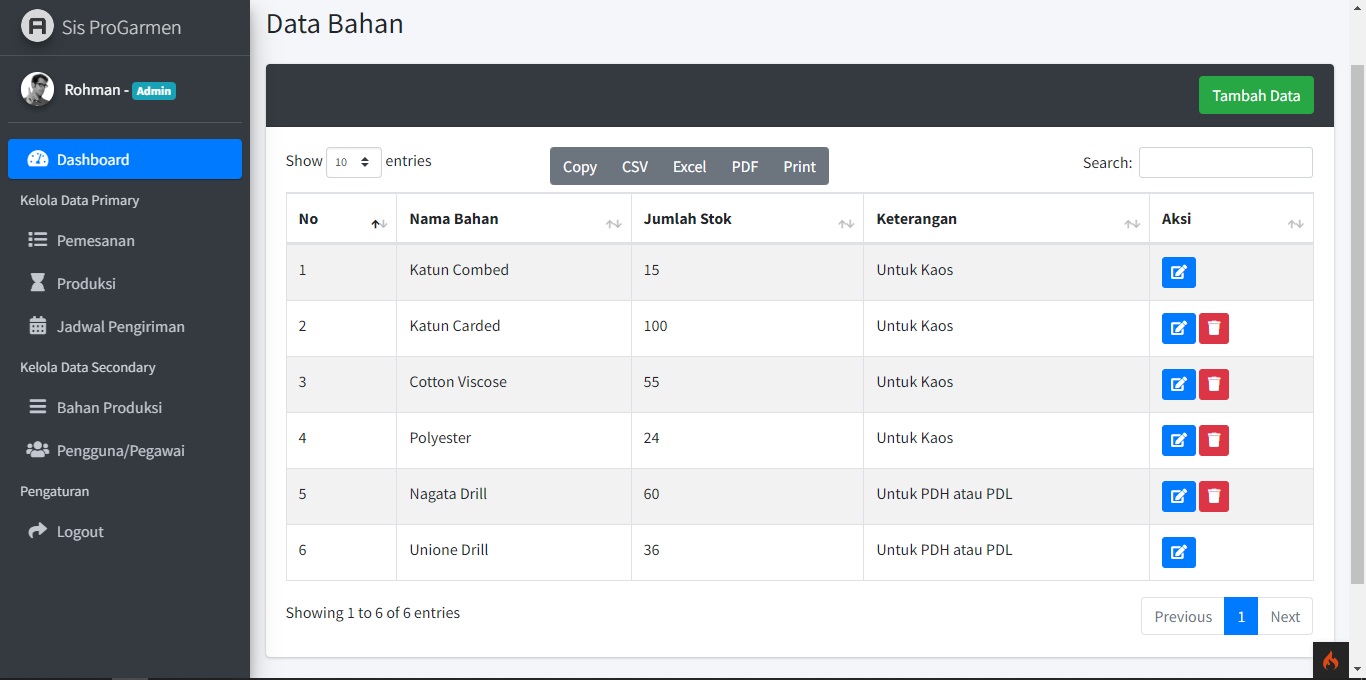 Sis ProGarmen
Rohman - Admin
Dashboard
Kelola Data Primary
Pemesanan
Produksi
Jadwal Pengiriman
Kelola Data Secondary
Bahan Produksi
Pengguna/Pegawai
Pengaturan
Logout
Data Bahan
Tambah Data
Show 10 entries
Copy CSV Excel PDF Print
Search:
No Nama Bahan Jumlah Stok Keterangan Aksi
1 Katun Combed 15 Untuk Kaos
2 Katun Carded 100 Untuk Kaos
3 Cotton Viscose 55 Untuk Kaos
4 Polyester 24 Untuk Kaos
5 Nagata Drill 60 Untuk PDH atau PDL
6 Unione Drill 36 Untuk PDH atau PDL
Showing 1 to 6 of 6 entries
Previous 1 Next